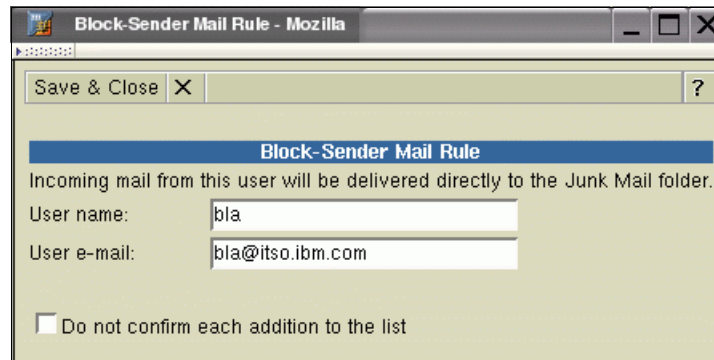 Block-Sender Mail Rule - Mozilla
Save & Close X ?
Block-Sender Mail Rule
Incoming mail from this user will be delivered directly to the Junk Mail folder.
User name: bla
User e-mail: bla@itso.ibm.com
Do not confirm each addition to the list